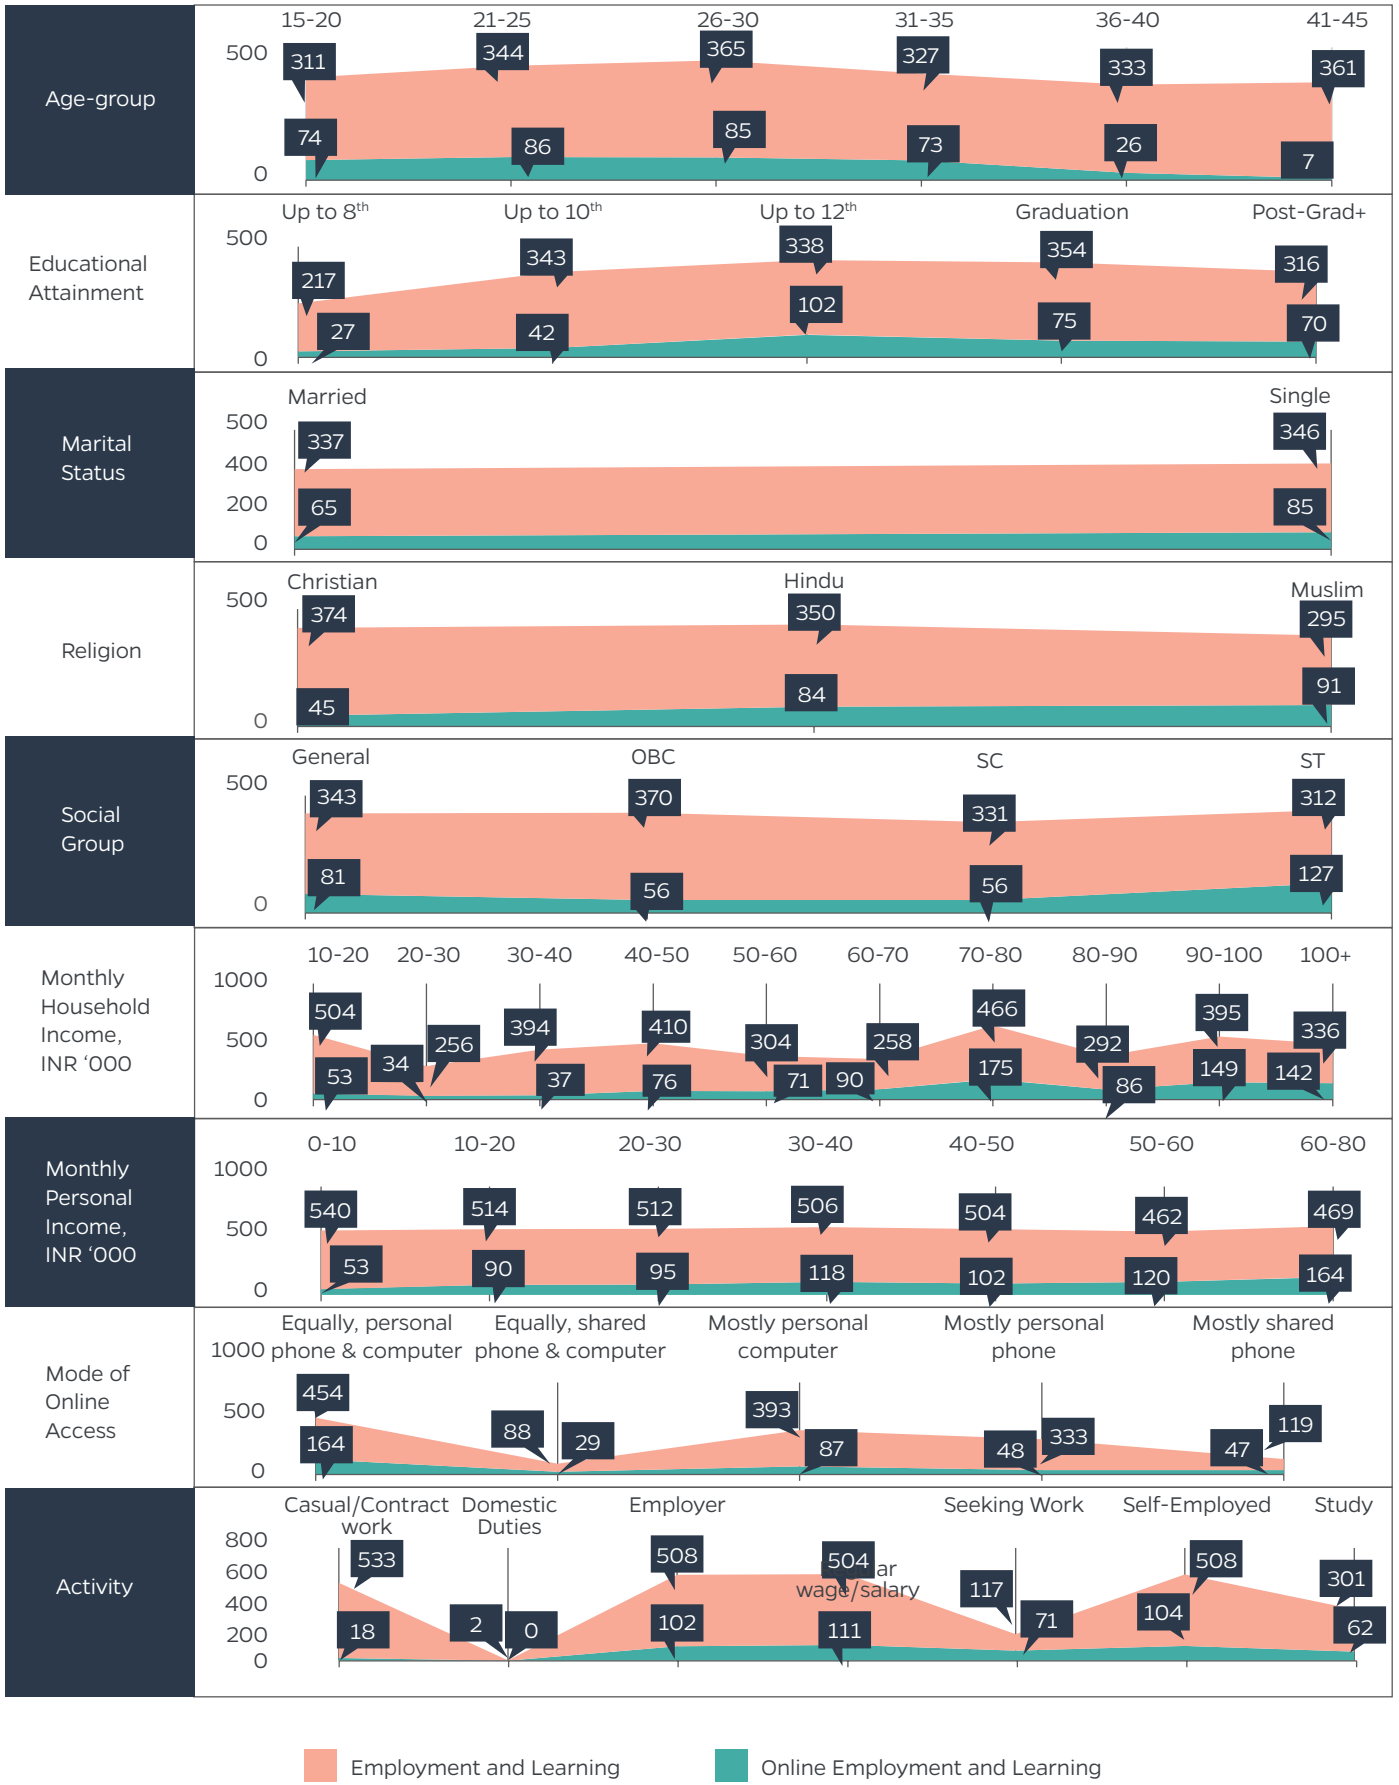 15-20 21-25 26-30 31-35 36-40 41-45
500
311 344 365 327 333 361
Age-group
74 86 85 73 26 7
0
Up to 8th Up to 10th Up to 12th Graduation Post-Grad+
500
Educational
Attainment
217 343 338 354 316
27 42 102 75 70
0
Married Single
500
337 346
Marital
Status
400
200
65 85
0
Christian Hindu Muslim
500
374 350 295
Religion
45 84 91
0
General OBC SC ST
500
343 370 331 312
Social
Group
81 56 56 127
0
10-20 20-30 30-40 40-50 50-60 60-70 70-80 80-90 90-100 100+
Monthly
Household
Income,
INR ‘000
1000
500
504 256 394 410 304 258 466 292 395 336
53 34 37 76 71 90 175 86 149 142
0
0-10 10-20 20-30 30-40 40-50 50-60 60-80
Monthly
Personal
Income,
INR ‘000
1000
540 514 512 506 504 462 469
500
53 90 95 118 102 120 164
0
Equally, personal Equally, shared Mostly personal Mostly personal Mostly shared
1000 phone & computer phone & computer computer phone phone
Mode of
Online
Access
454 88 393 333 119
500
164 29 87 48 47
0
Casual/Contract Domestic Employer Seeking Work Self-Employed Study
work Duties
800
533 508 504 508 301
600
wage/salary
Activity
400
117
200
18 2 0 102 111 71 104 62
0
Employment and Learning Online Employment and Learning